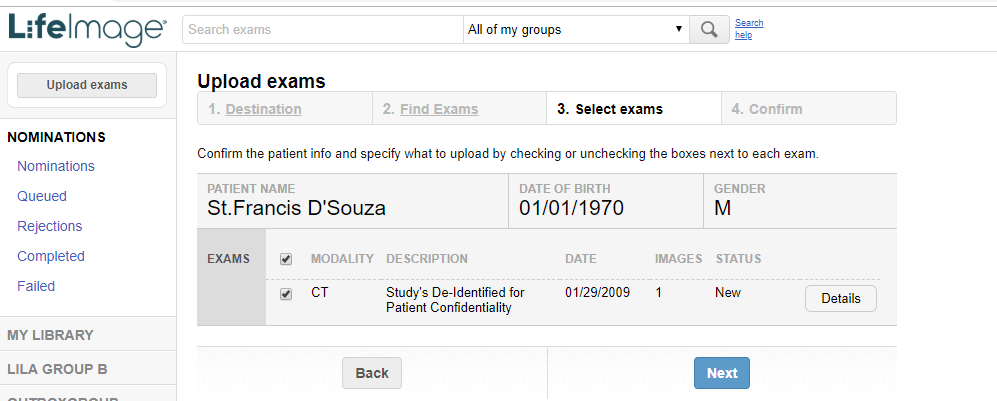 LifeImage®
Search exams
All of my groups
Search help
Upload exams
NOMINATIONS
Nominations
Queued
Rejections
Completed
Failed
MY LIBRARY
LILA GROUP B
OUTBOXGROUP
Upload exams
1. Destination
2. Find Exams
3. Select exams
4. Confirm
Confirm the patient info and specify what to upload by checking or unchecking the boxes next to each exam.
PATIENT NAME
St.Francis D'Souza
DATE OF BIRTH
01/01/1970
GENDER
M
EXAMS MODALITY DESCRIPTION DATE IMAGES STATUS
CT Study's De-Identified for 01/29/2009 1 New Details
Patient Confidentiality
Back
Next